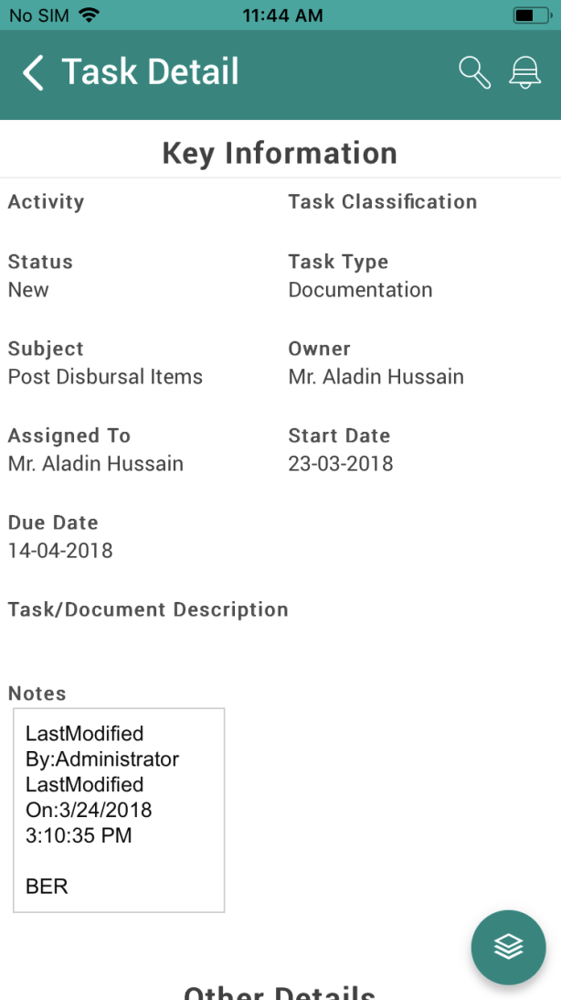 No SIM 11:44 AM
Task Detail
Key Information
Activity Task Classification
Status Task Type
New Documentation
Subject Owner
Post Disbursal Items Mr. Aladin Hussain
Assigned To Start Date
Mr. Aladin Hussain 23-03-2018
Due Date
14-04-2018
Task/Document Description
Notes
LastModified
By:Administrator
LastModified
On:3/24/2018
3:10:35 PM
BER
Other Details